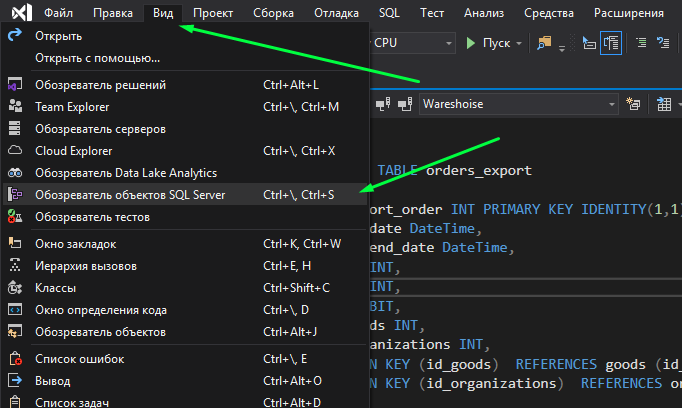 Файл Правка Вид Проект Сборка Отладка SQL Тест Анализ Средства Расширения
Открыть
CPU Пуск
Открыть с помощью...
Обозреватель решений Ctrl+Alt+L
Team Explorer Ctrl+\, Ctrl+M
Wareshoise
Обозреватель серверов
Cloud Explorer Ctrl+\, Ctrl+X
Обозреватель Data Lake Analytics
TABLE orders_export
Обозреватель объектов SQL Server Ctrl+\, Ctrl+S
Обозреватель тестов
ort_order INT PRIMARY KEY IDENTITY(1,1)
date DateTime,
Окно закладок Ctrl+K, Ctrl+W
end_date DateTime,
Иерархия вызовов Ctrl+E, H
INT,
Классы Ctrl+Shift+C
INT,
Окно определения кода Ctrl+\, D
BIT,
Обозреватель объектов Ctrl+Alt+J
ds INT,
anizations INT,
Список ошибок Ctrl+\, E
N KEY (id_goods) REFERENCES goods (id_
Вывод Ctrl+Alt+O
N KEY (id_organizations) REFERENCES or
Список задач Ctrl+Alt+D